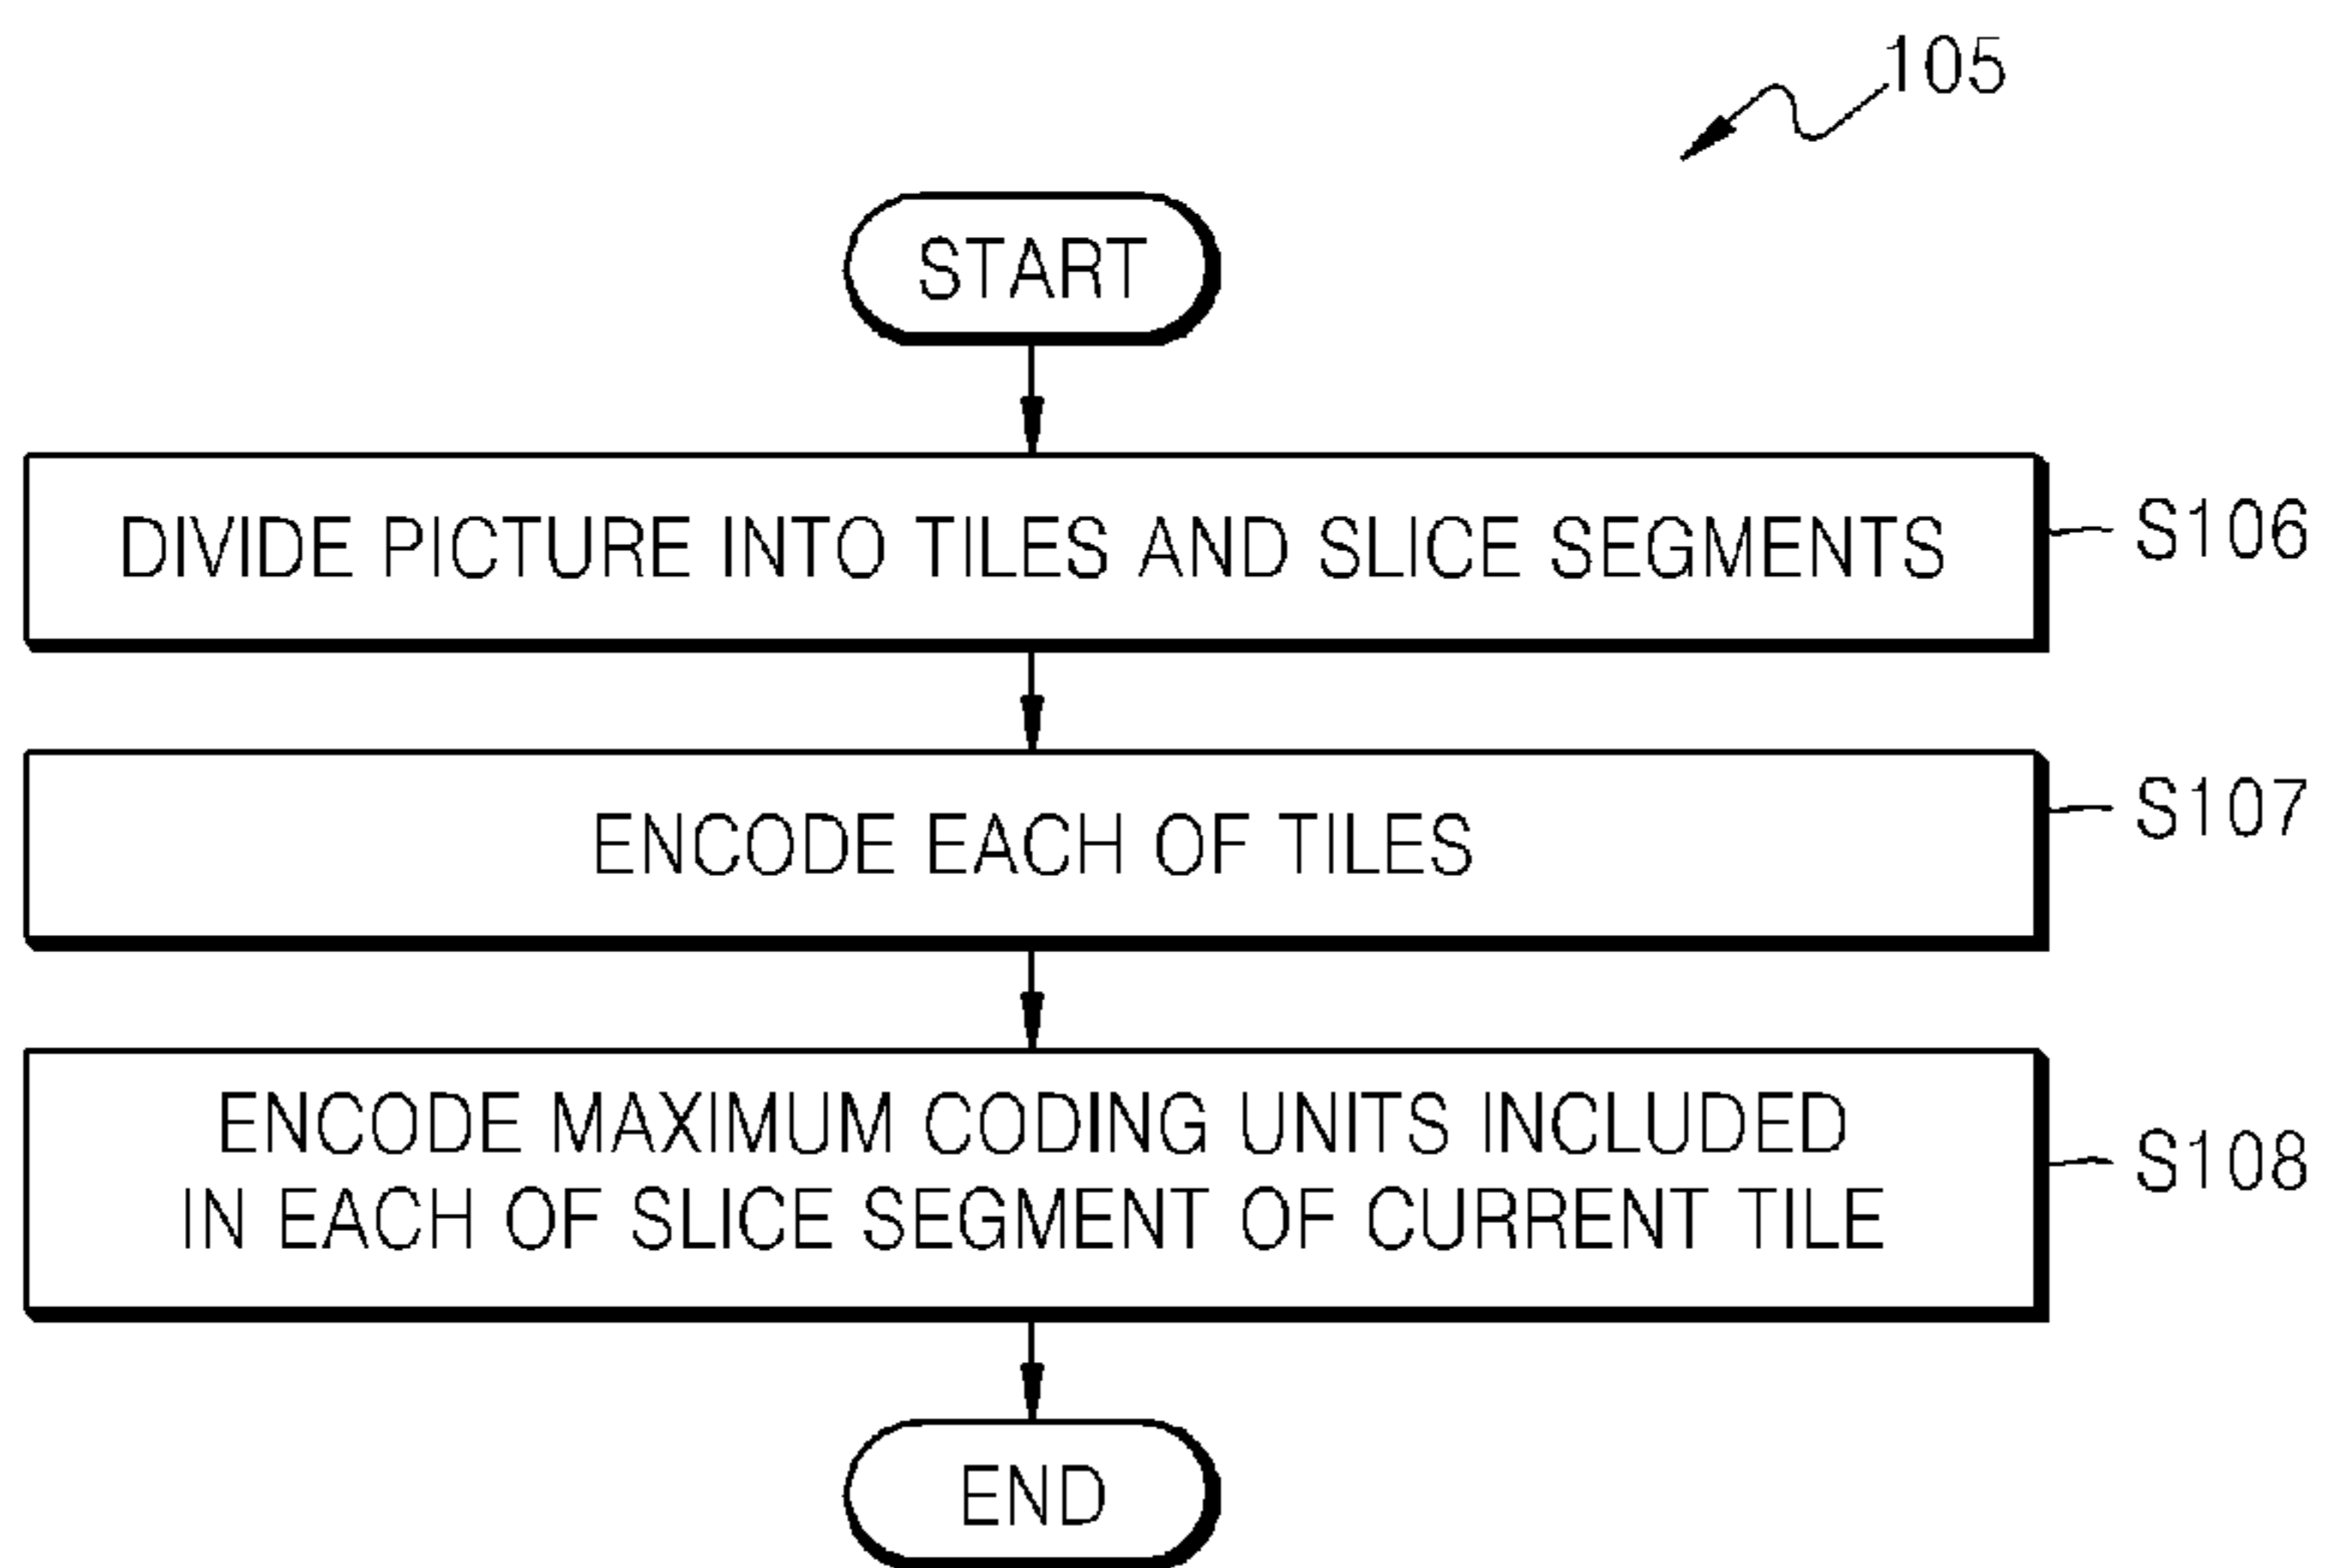 105
START
DIVIDE PICTURE INTO TILES AND SLICE SEGMENTS
S106
ENCODE EACH OF TILES
S107
ENCODE MAXIMUM CODING UNITS INCLUDED
IN EACH OF SLICE SEGMENT OF CURRENT TILE
S108
END